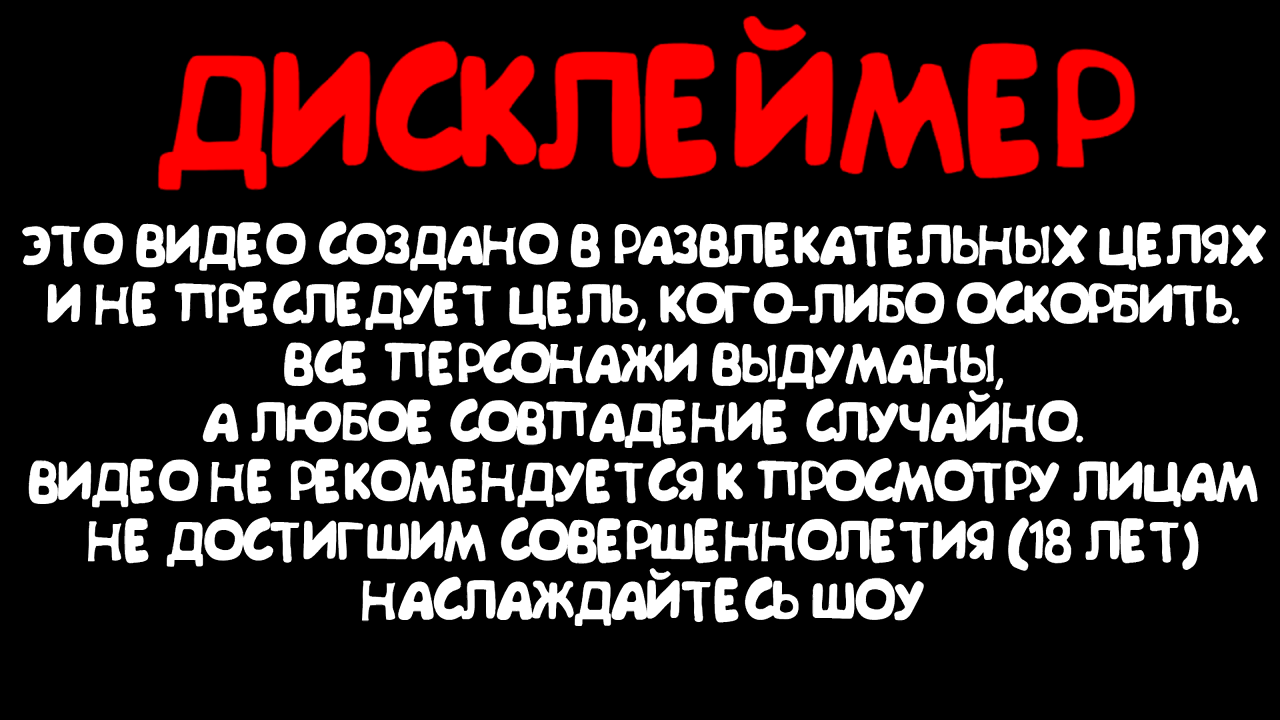 ДИСКЛЕЙМЕР
ЭТО ВИДЕО СОЗДАНО В РАЗВЛЕКАТЕЛЬНЫХ ЦЕЛЯХ
И НЕ ПРЕСЛЕДУЕТ ЦЕЛЬ, КОГО-ЛИБО ОСКОРБИТЬ.
ВСЕ ПЕРСОНАЖИ ВЫДУМАНЫ,
А ЛЮБОЕ СОВПАДЕНИЕ СЛУЧАЙНО.
ВИДЕО НЕ РЕКОМЕНДУЕТСЯ К ПРОСМОТРУ ЛИЦАМ
НЕ ДОСТИГШИМ СОВЕРШЕННОЛЕТИЯ (18 ЛЕТ)
НАСЛАЖДАЙТЕСЬ ШОУ